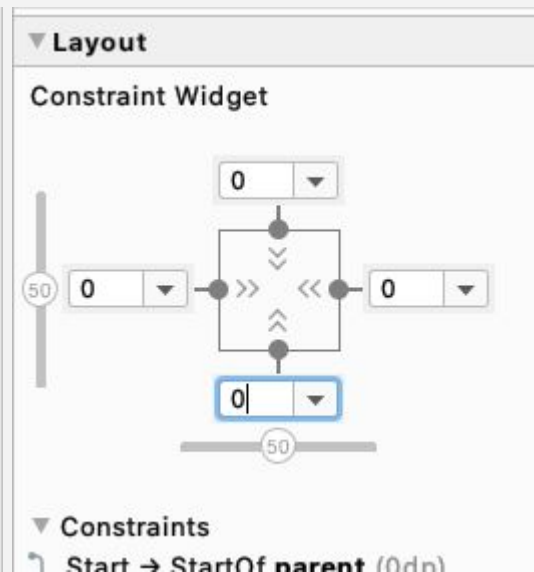 Layout
Constraint Widget
0
50 0 0
0
50
Constraints
Start → StartOf parent (0dp)